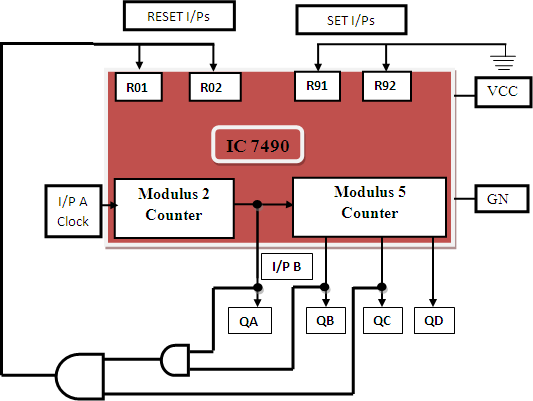 RESET I/Ps
SET I/Ps
R01
R02
R91
R92
VCC
IC 7490
I/P A
Clock
Modulus 2
Counter
Modulus 5
Counter
GN
I/P B
QA
QB
QC
QD